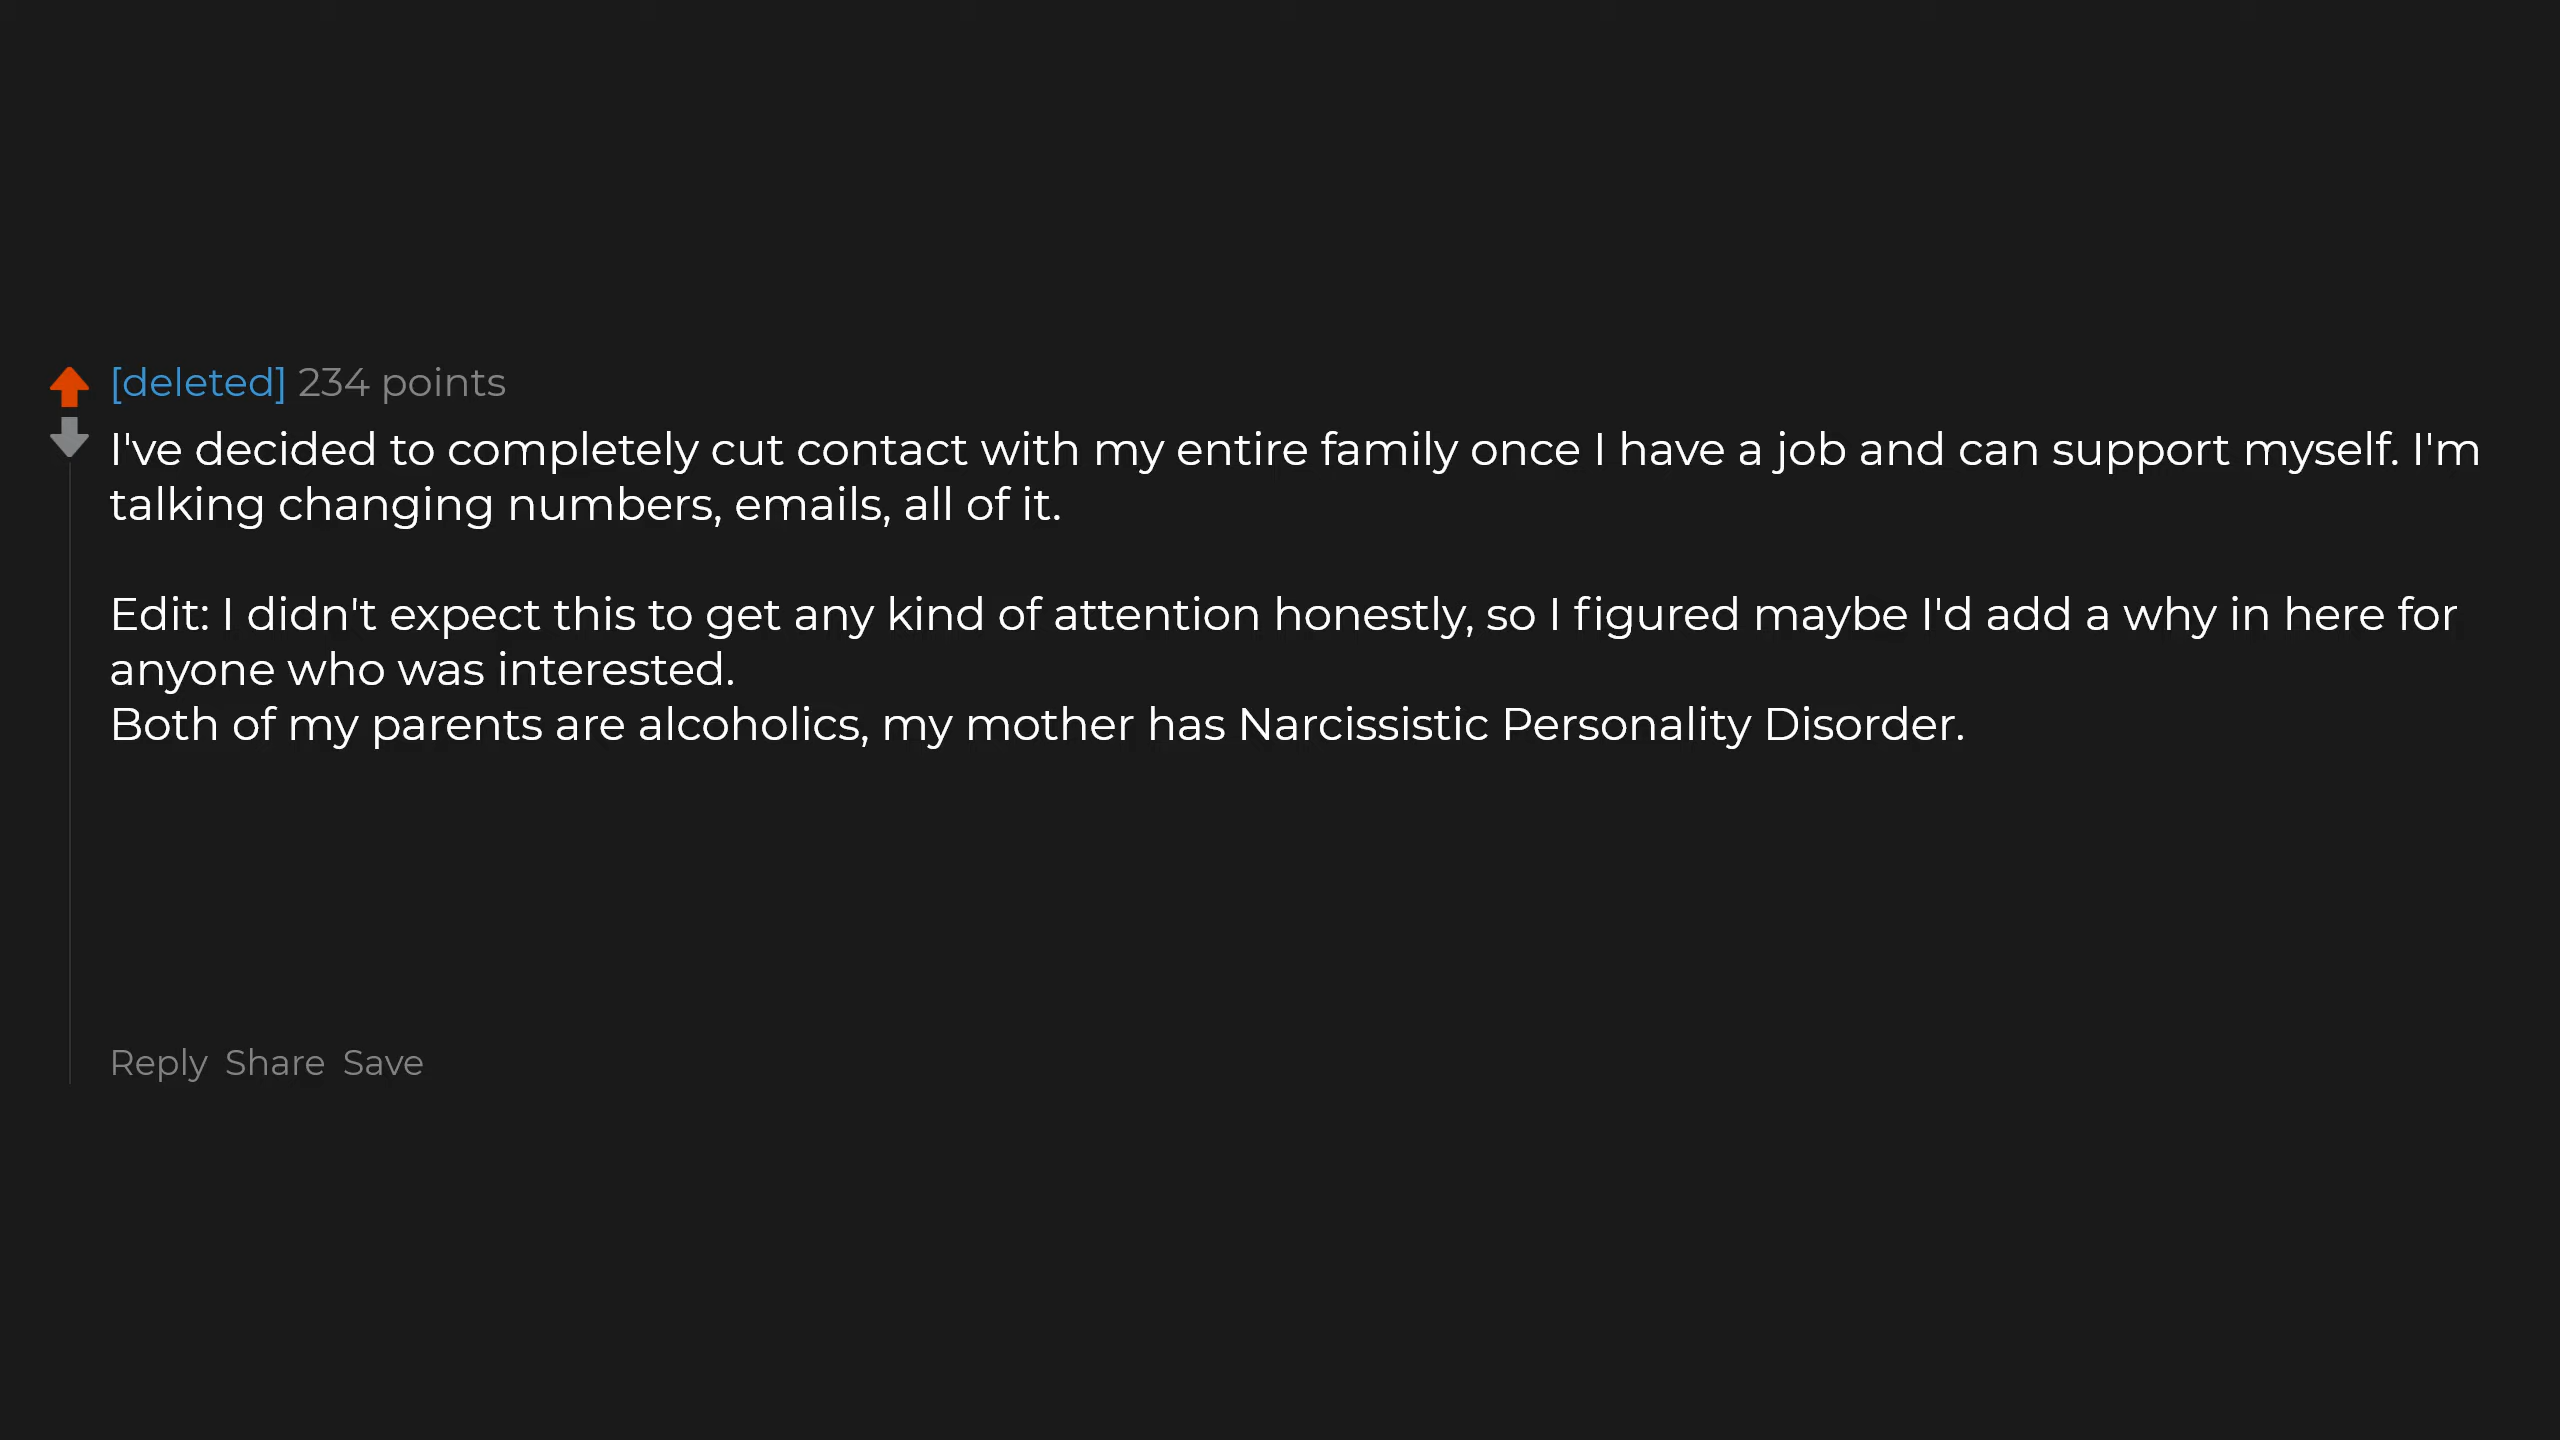 [deleted] 234 points
I've decided to completely cut contact with my entire family once I have a job and can support myself. I'm
talking changing numbers, emails, all of it.
Edit: I didn't expect this to get any kind of attention honestly, so I figured maybe I'd add a why in here for
anyone who was interested.
Both of my parents are alcoholics, my mother has Narcissistic Personality Disorder.
Reply Share Save